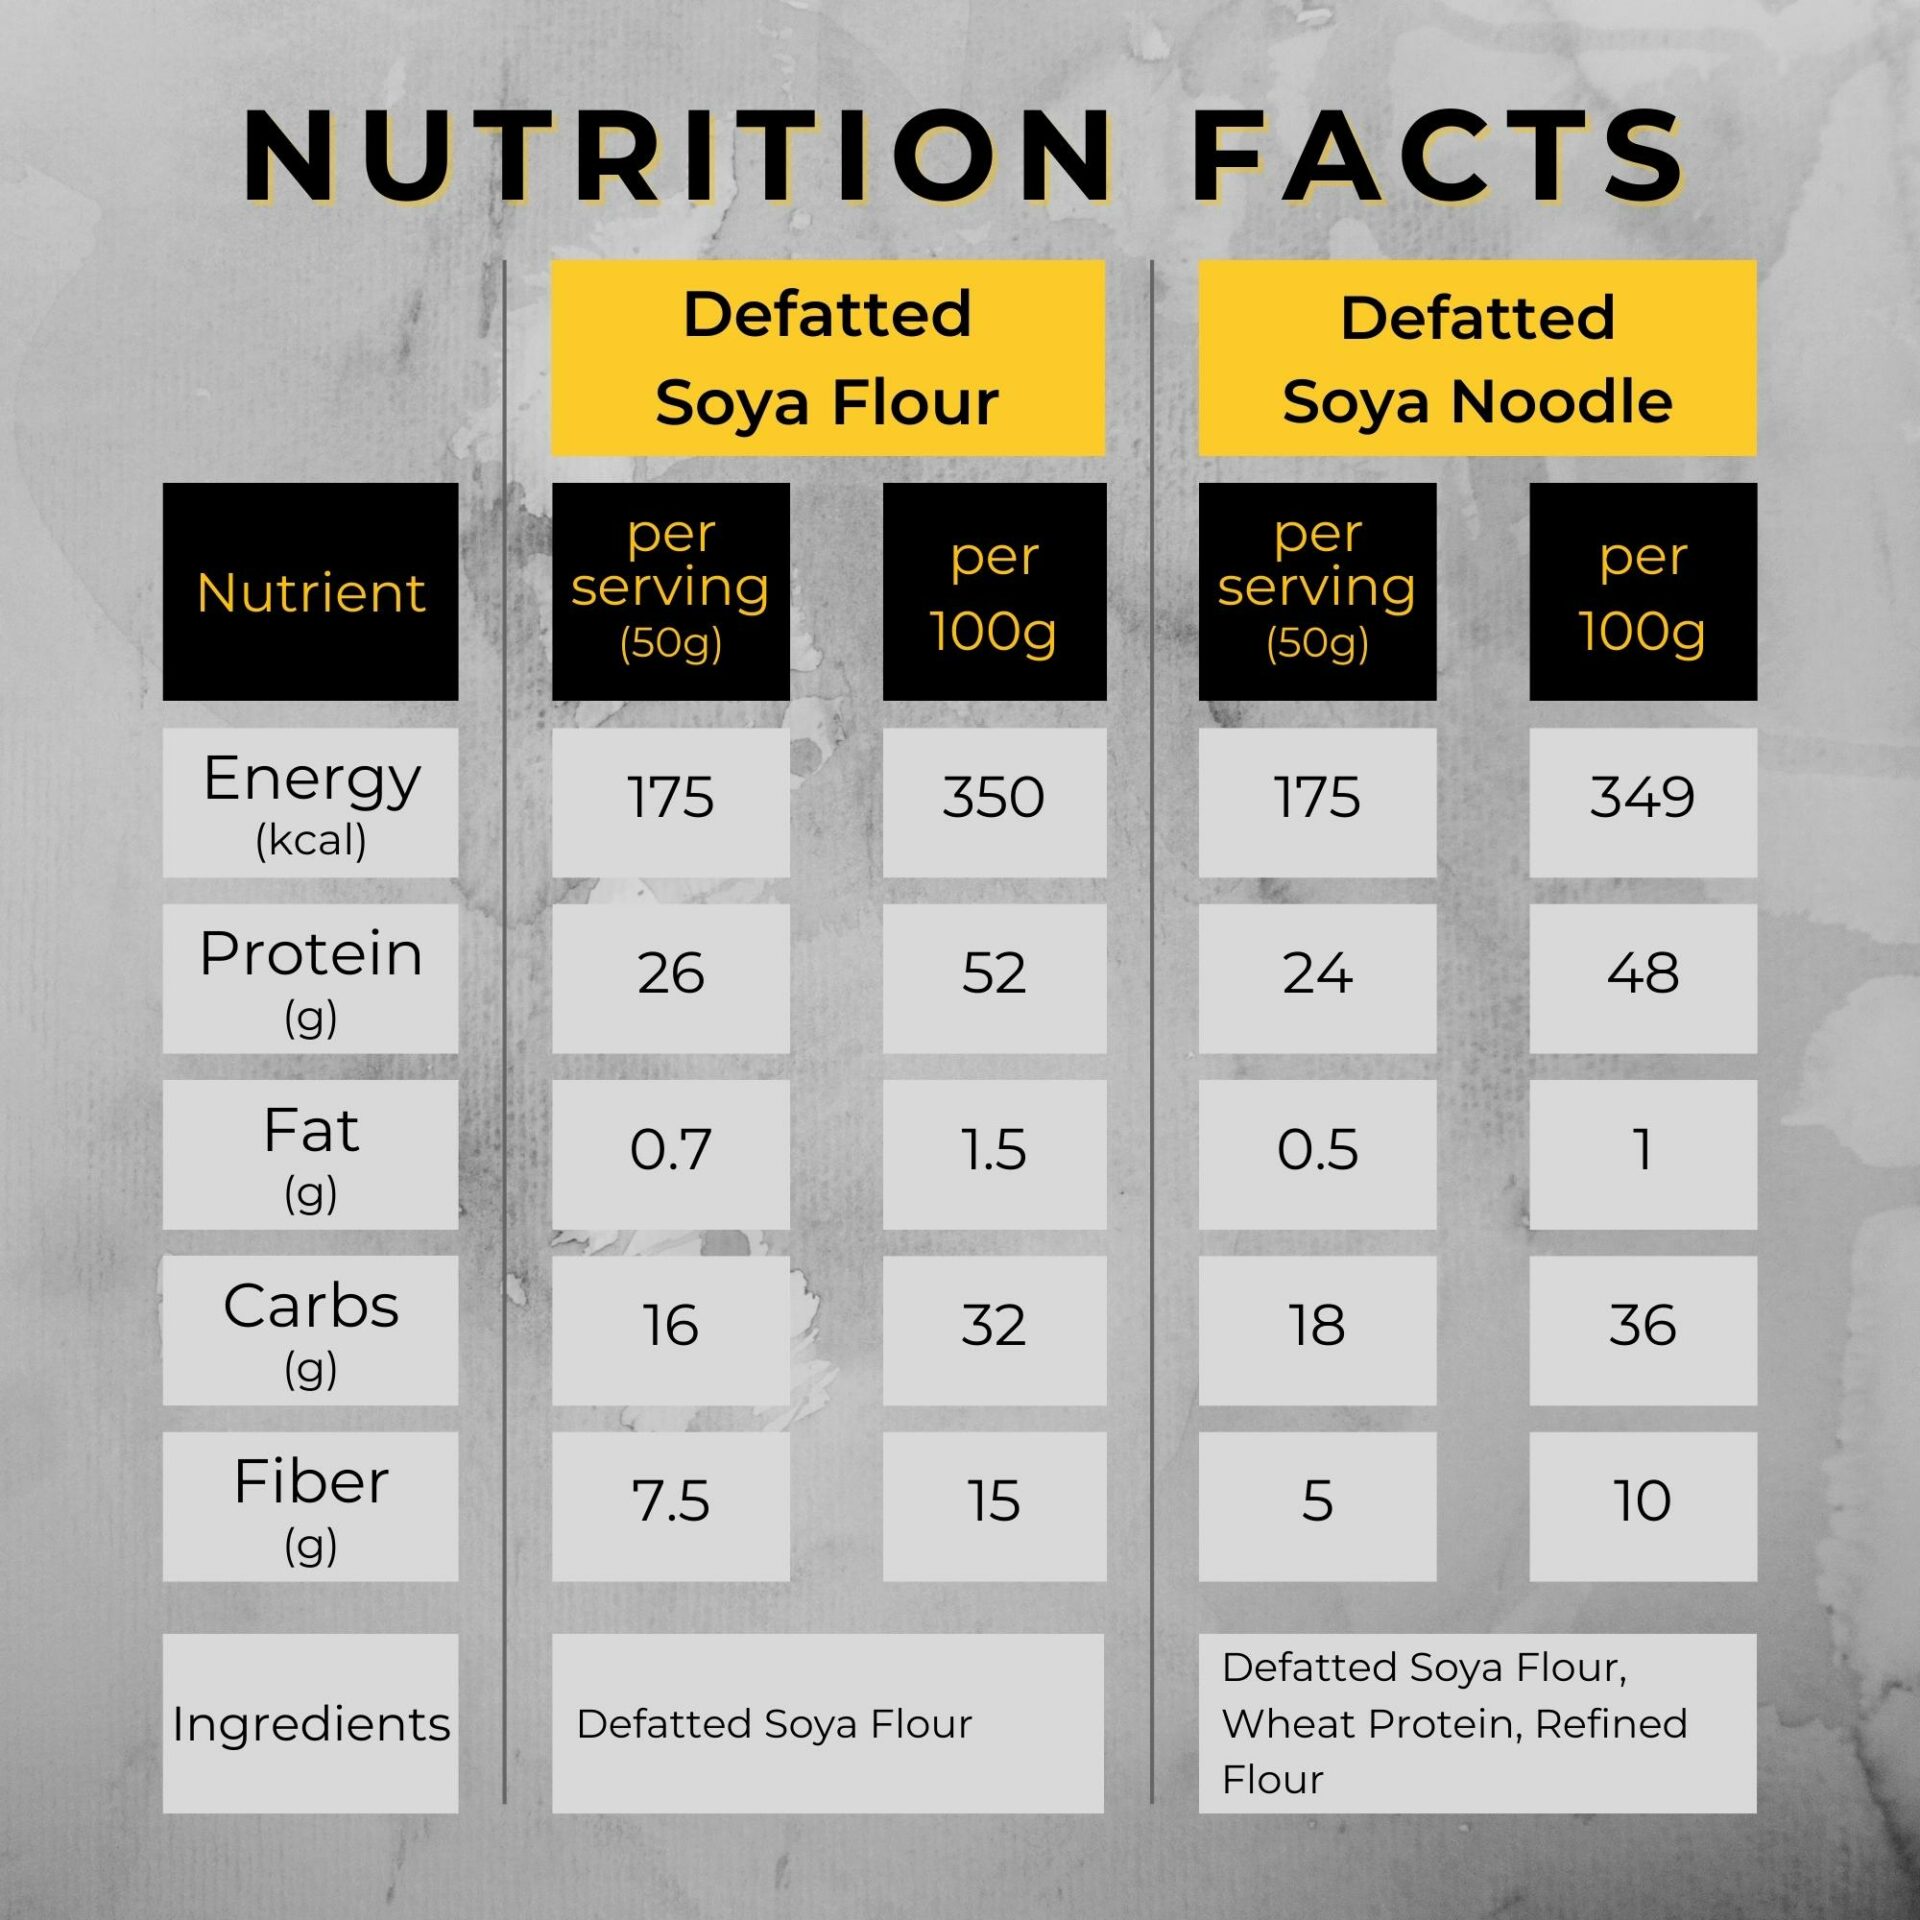 NUTRITION FACTS
Defatted
Soya Flour
Defatted
Soya Noodle
Nutrient
per
serving
(50g)
per
100g
per
serving
(50g)
per
100g
Energy
(kcal)
175
350
175
349
Protein
(g)
26
52
24
48
Fat
(g)
0.7
1.5
0.5
1
Carbs
(g)
16
32
18
36
Fiber
(g)
7.5
15
5
10
Ingredients
Defatted Soya Flour
Defatted Soya Flour,
Wheat Protein, Refined
Flour